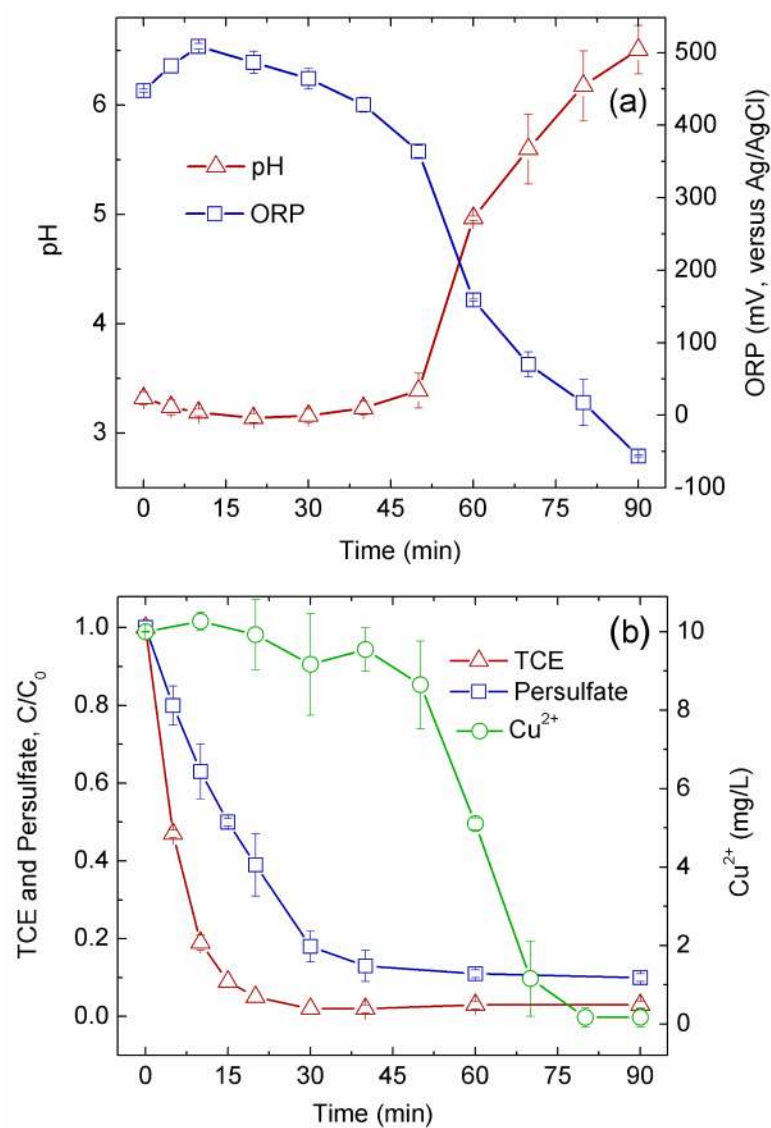 6
5
4
3
pH
500
400
300
200
100
0
-100
ORP (mV, versus Ag/AgCl)
(a)
pH
ORP
0 15 30 45 60 75 90
Time (min)
1.0
0.8
0.6
0.4
0.2
0.0
TCE and Persulfate, C/C₀
10
8
6
4
2
0
Cu²⁺ (mg/L)
(b)
TCE
Persulfate
Cu²⁺
0 15 30 45 60 75 90
Time (min)